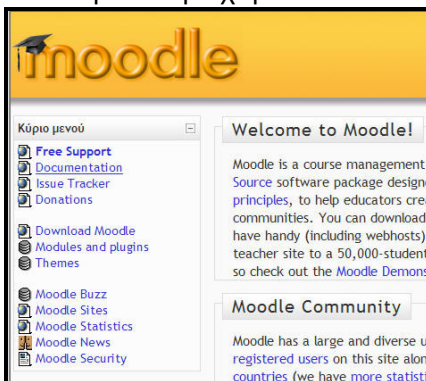 moodle
Κύριο μενού
Free Support
Documentation
Issue Tracker
Donations
Download Moodle
Modules and plugins
Themes
Moodle Buzz
Moodle Sites
Moodle Statistics
Moodle News
Moodle Security
Welcome to Moodle!
Moodle is a course management
Source software package design
principles, to help educators cre
communities. You can download
have handy (including webhosts)
teacher site to a 50,000-student
so check out the Moodle Demons
Moodle Community
Moodle has a large and diverse u
registered users on this site alon
countries (we have more statisti